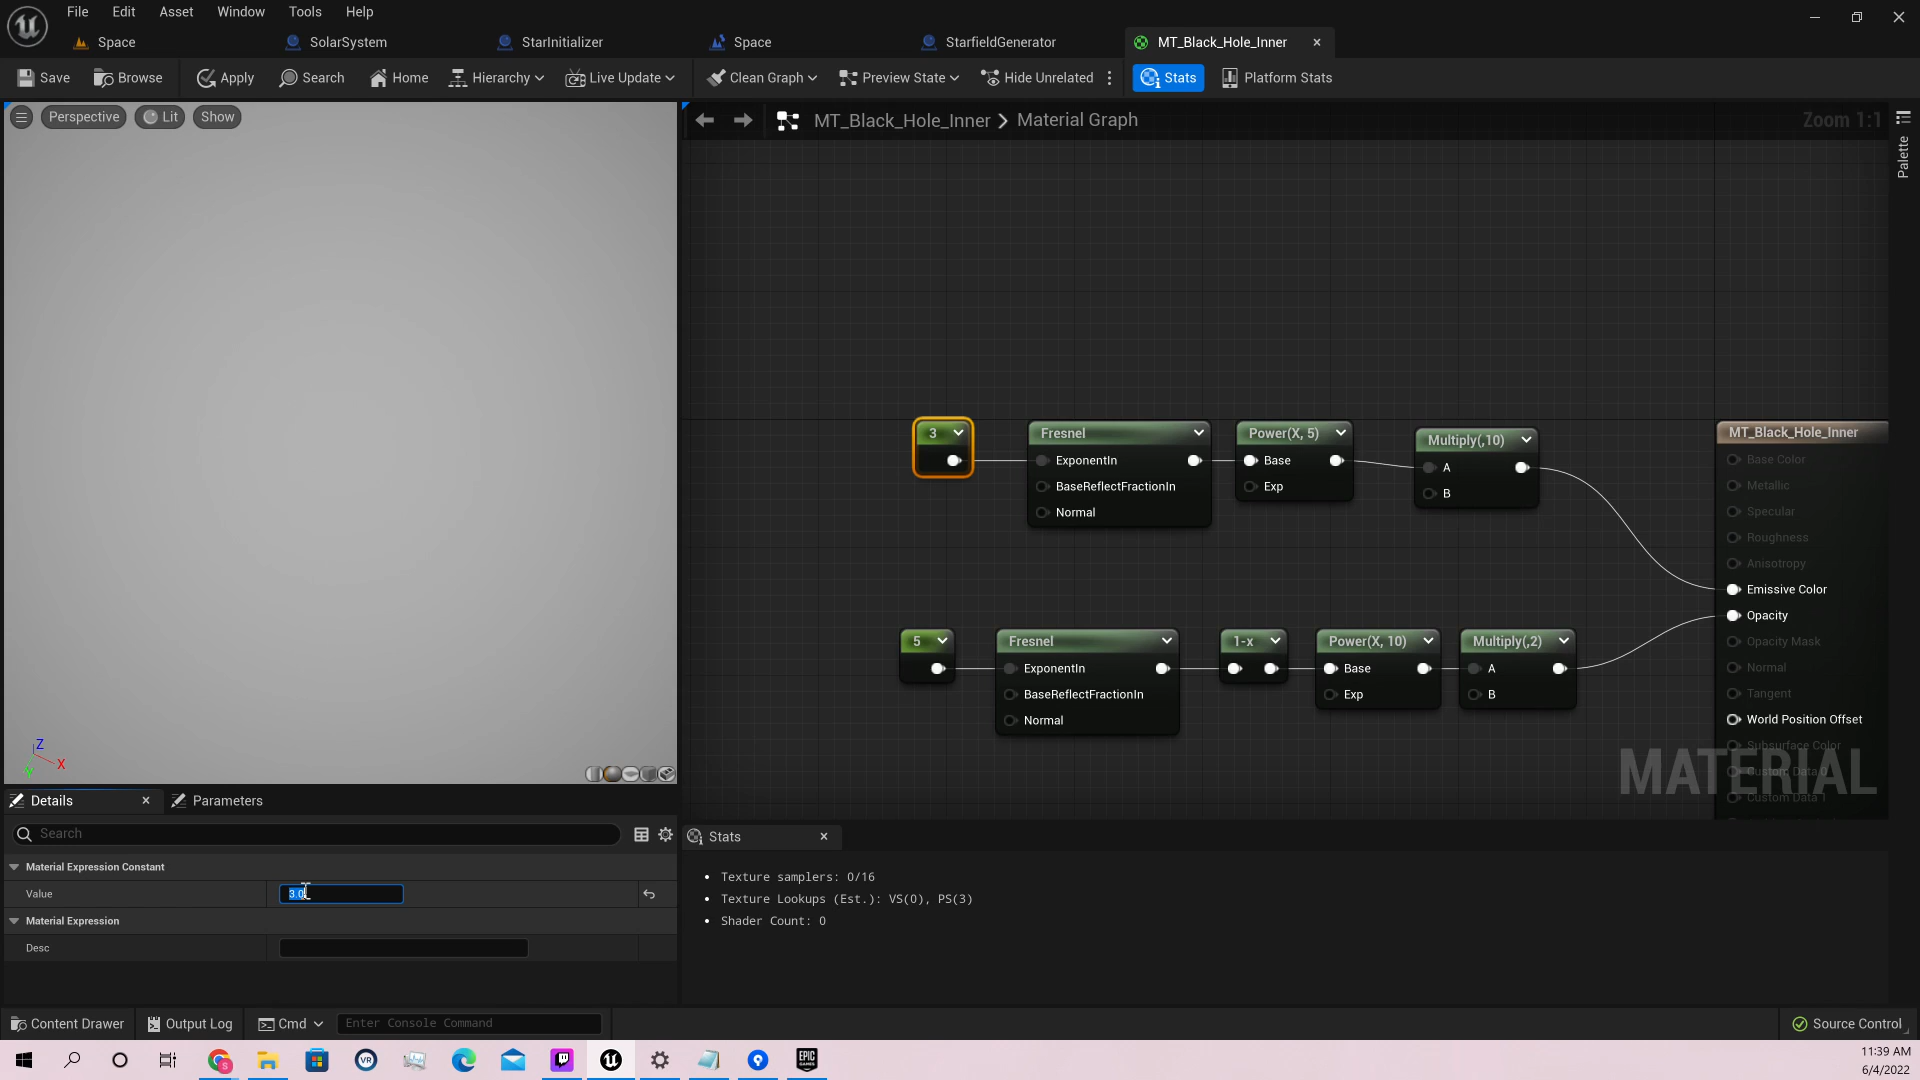 File Edit Asset Window Tools Help
Space SolarSystem StarInitializer Space StarfieldGenerator MT_Black_Hole_Inner
Save Browse Apply Search Home Hierarchy Live Update Clean Graph Preview State Hide Unrelated Stats Platform Stats
Perspective Lit Show
MT_Black_Hole_Inner > Material Graph
Zoom 1:1
Palette
3
Fresnel
ExponentIn
BaseReflectFractionIn
Normal
Power(X, 5)
Base
Exp
Multiply(,10)
A
B
5
Fresnel
ExponentIn
BaseReflectFractionIn
Normal
1-x
Power(X, 10)
Base
Exp
Multiply(,2)
A
B
MT_Black_Hole_Inner
Base Color
Metallic
Specular
Roughness
Anisotropy
Emissive Color
Opacity
Opacity Mask
Normal
Tangent
World Position Offset
Subsurface Color
Custom Data 0
Custom Data 1
MATERIAL
Z
X
Y
Details Parameters
Search
Material Expression Constant
Value 3.0
Material Expression
Desc
Stats
Texture samplers: 0/16
Texture Lookups (Est.): VS(0), PS(3)
Shader Count: 0
Content Drawer Output Log Cmd Enter Console Command Source Control
VR
S
EPIC GAMES
11:39 AM
6/4/2022